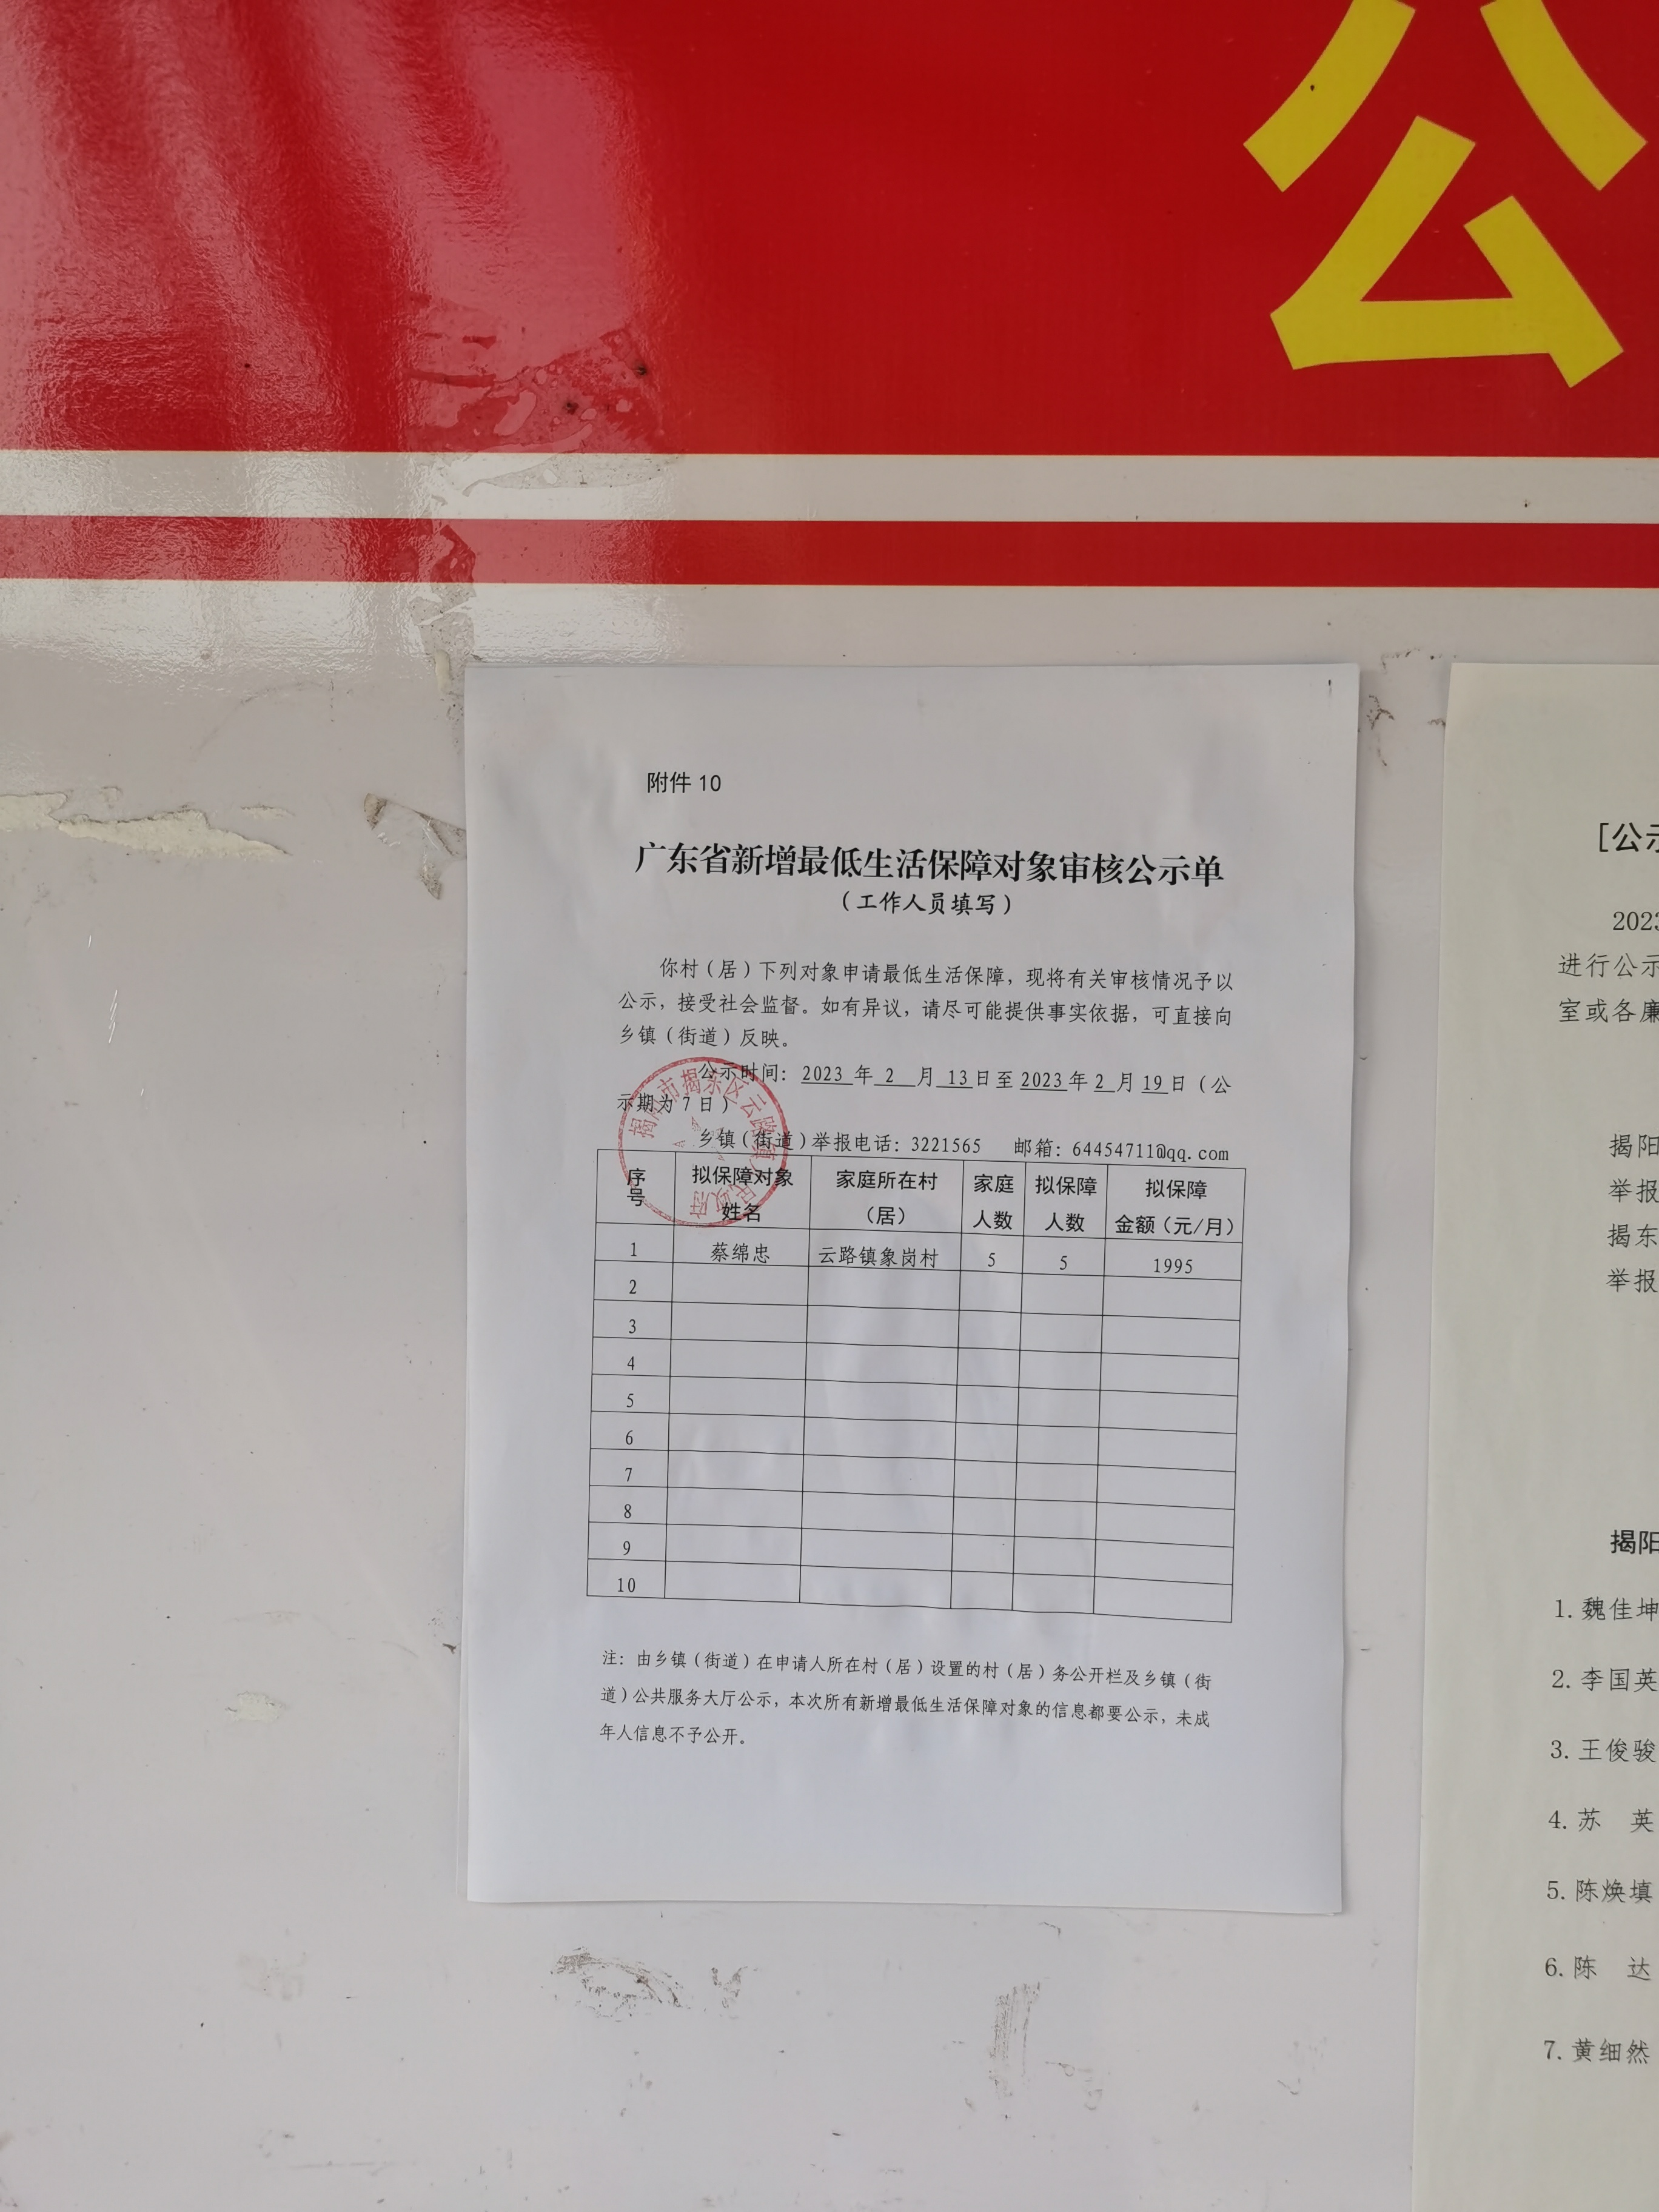 公
附件 10
广东省新增最低生活保障对象审核公示单
（工作人员填写）
你村（居）下列对象申请最低生活保障，现将有关审核情况予以
公示，接受社会监督。如有异议，请尽可能提供事实依据，可直接向
乡镇（街道）反映。
公示时间：2023 年 2 月 13 日至 2023 年 2 月 19 日（公
示期为 7 日）
乡镇（街道）举报电话：3221565 邮箱：64454711@qq.com
序号 拟保障对象姓名 家庭所在村（居） 家庭人数 拟保障人数 拟保障金额（元/月）
1 蔡绵忠 云路镇象岗村 5 5 1995
2
3
4
5
6
7
8
9
10
注：由乡镇（街道）在申请人所在村（居）设置的村（居）务公开栏及乡镇（街
道）公共服务大厅公示，本次所有新增最低生活保障对象的信息都要公示，未成
年人信息不予公开。
揭阳市揭东区云路镇人民政府
[公示
2023
进行公示
室或各廉
揭阳
举报
揭东
举报
揭阳
1. 魏佳坤
2. 李国英
3. 王俊骏
4. 苏 英
5. 陈焕填
6. 陈 达
7. 黄细然